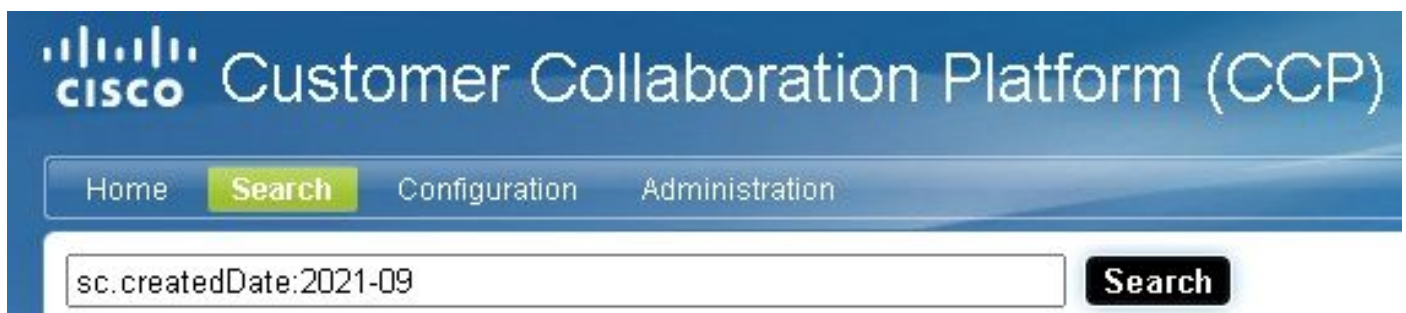 CISCO Customer Collaboration Platform (CCP)
Home Search Configuration Administration
sc.createdDate:2021-09 Search